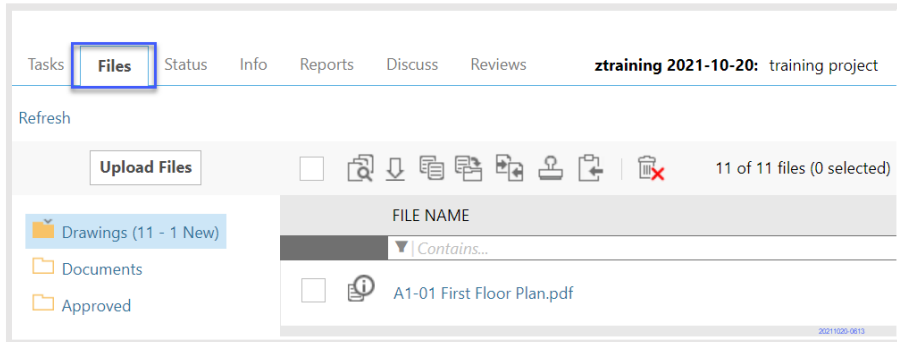 Tasks Files Status Info Reports Discuss Reviews ztraining 2021-10-20: training project
Refresh
Upload Files 11 of 11 files (0 selected)
FILE NAME
Drawings (11 - 1 New)
Contains...
Documents
A1-01 First Floor Plan.pdf
Approved
20211020-0813